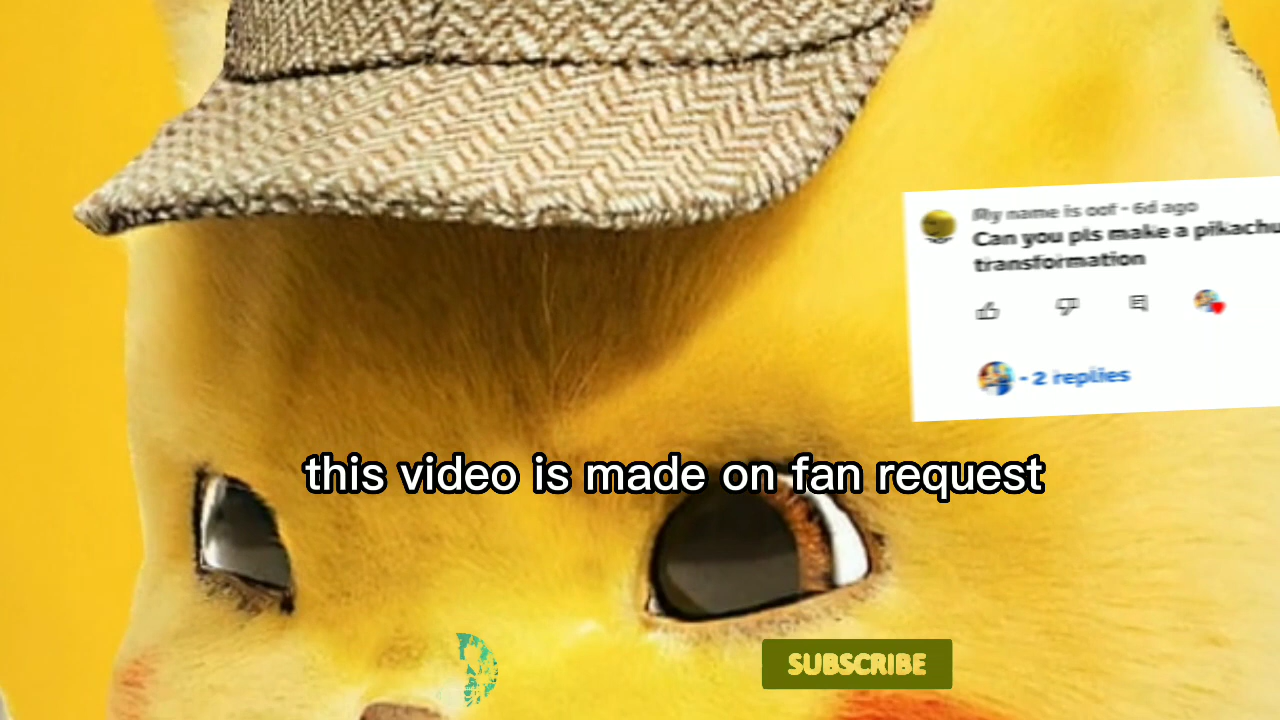 My name is oof • 6d ago
Can you pls make a pikachu
transformation
2 replies
this video is made on fan request
SUBSCRIBE